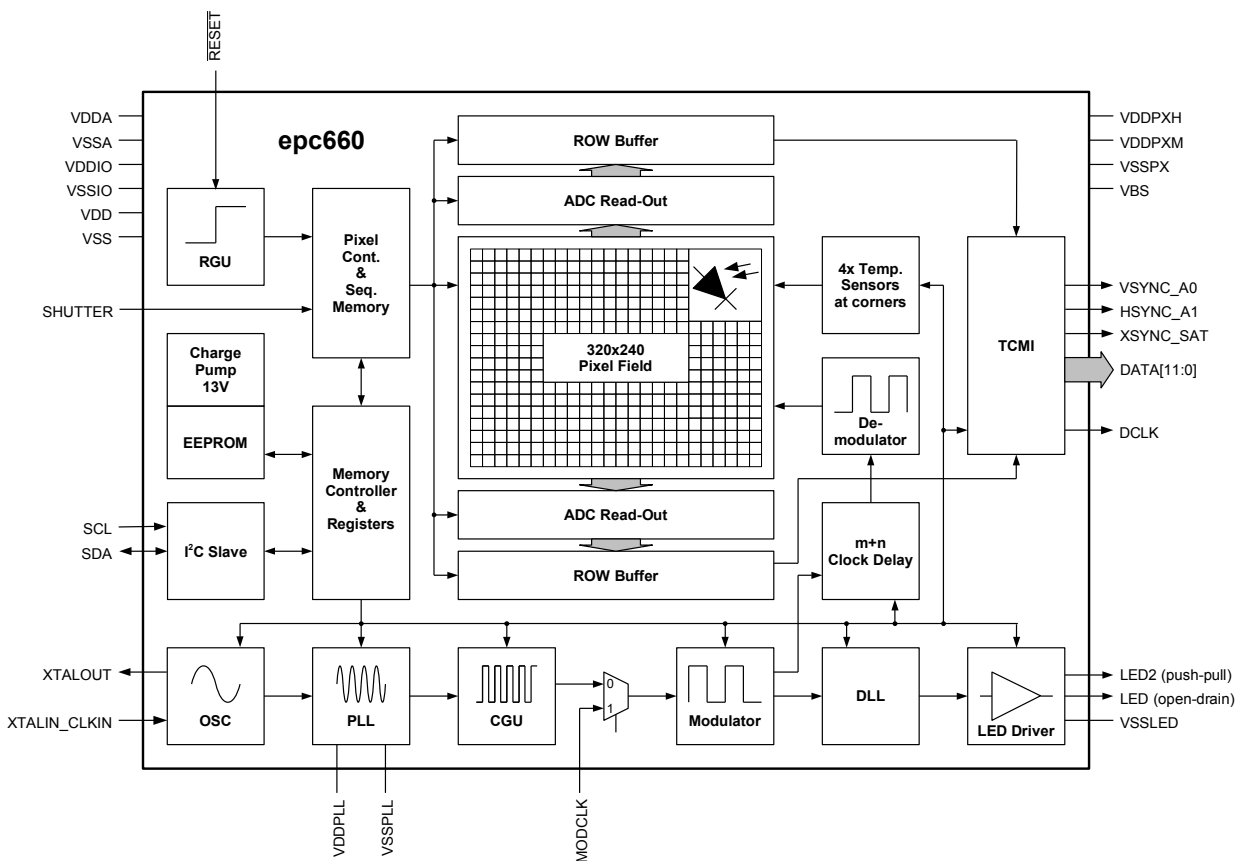 RESET
VDDA
VSSA
VDDIO
VSSIO
VDD
VSS
epc660
ROW Buffer
ADC Read-Out
VDDPXH
VDDPXM
VSSPX
VBS
RGU
Pixel
Cont.
&
Seq.
Memory
4x Temp.
Sensors
at corners
TCMI
VSYNC_A0
HSYNC_A1
XSYNC_SAT
DATA[11:0]
DCLK
SHUTTER
320x240
Pixel Field
Charge
Pump
13V
EEPROM
De-
modulator
Memory
Controller
&
Registers
ADC Read-Out
ROW Buffer
SCL
SDA
I²C Slave
m+n
Clock Delay
XTALOUT
XTALIN_CLKIN
OSC
PLL
CGU
0
1
Modulator
DLL
LED Driver
LED2 (push-pull)
LED (open-drain)
VSSLED
VDDPLL
VSSPLL
MODCLK